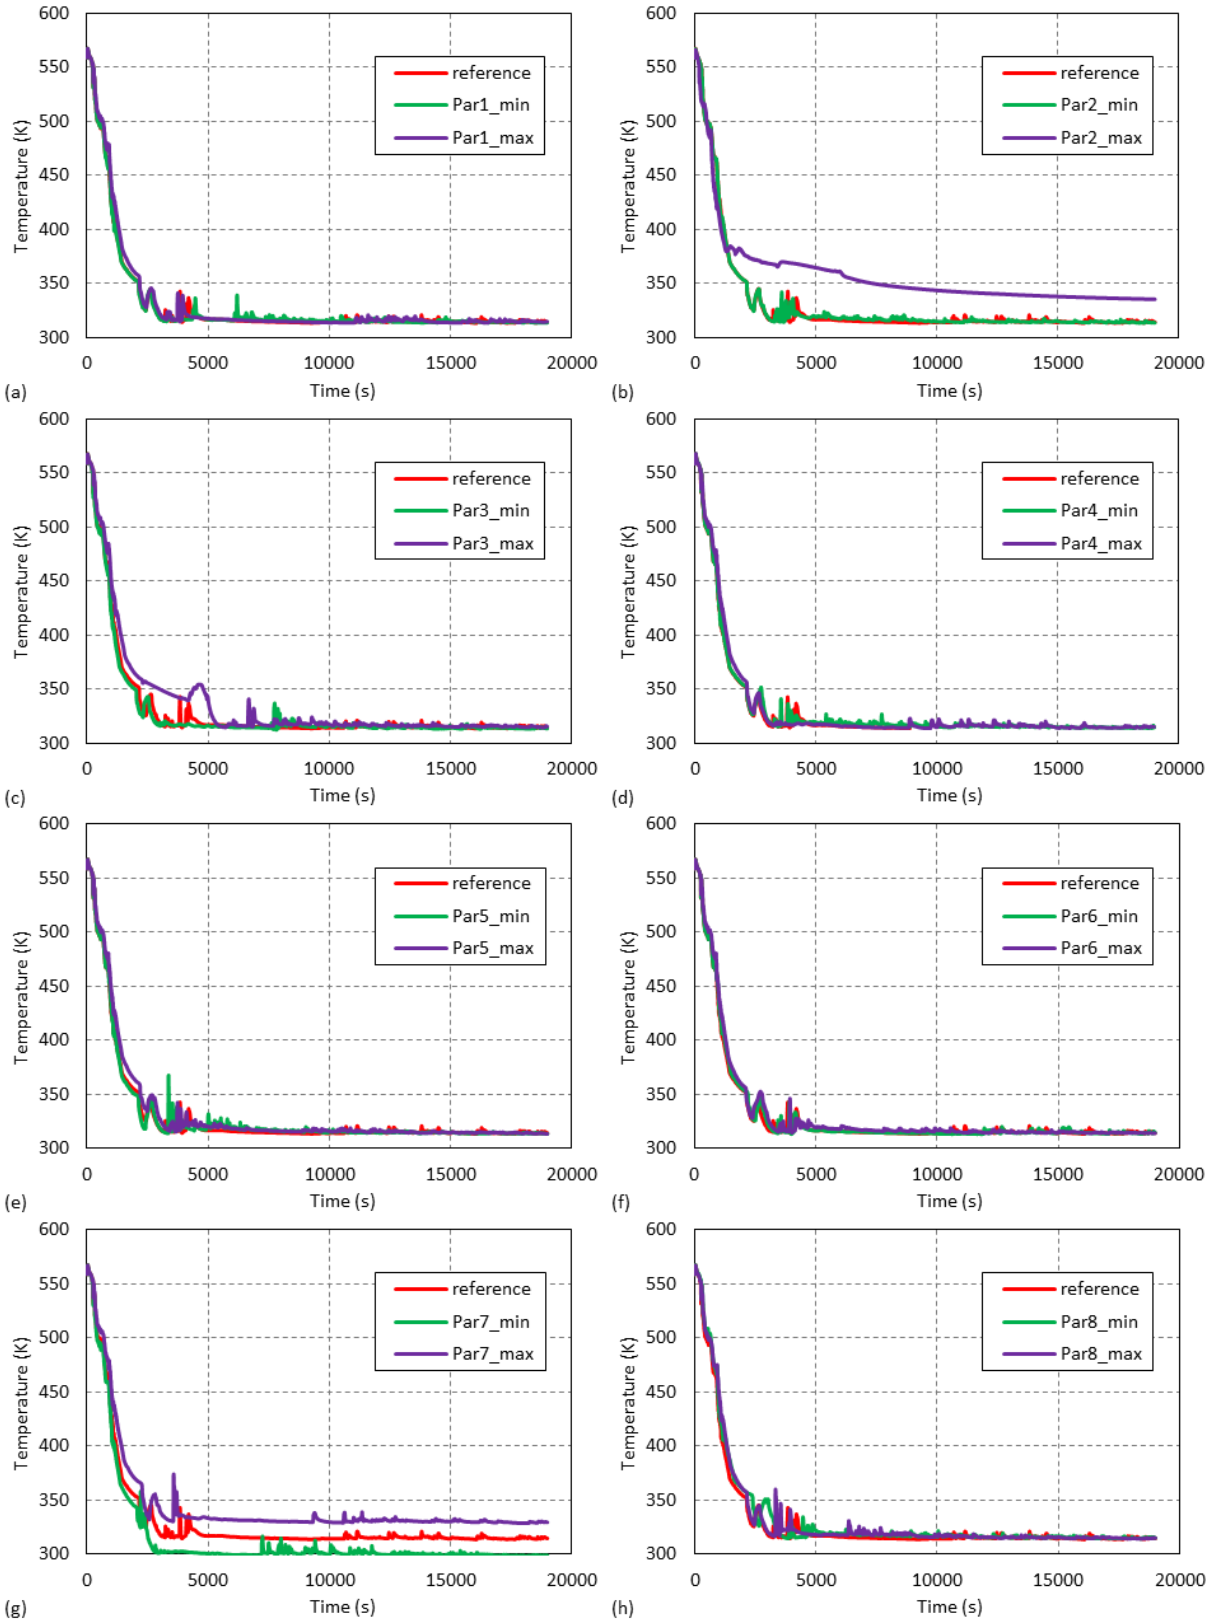 600
550
500
450
400
350
300
Temperature (K)
reference
Par1_min
Par1_max
0
5000
10000
15000
20000
Time (s)
(a)
600
550
500
450
400
350
300
Temperature (K)
reference
Par2_min
Par2_max
0
5000
10000
15000
20000
Time (s)
(b)
600
550
500
450
400
350
300
Temperature (K)
reference
Par3_min
Par3_max
0
5000
10000
15000
20000
Time (s)
(c)
600
550
500
450
400
350
300
Temperature (K)
reference
Par4_min
Par4_max
0
5000
10000
15000
20000
Time (s)
(d)
600
550
500
450
400
350
300
Temperature (K)
reference
Par5_min
Par5_max
0
5000
10000
15000
20000
Time (s)
(e)
600
550
500
450
400
350
300
Temperature (K)
reference
Par6_min
Par6_max
0
5000
10000
15000
20000
Time (s)
(f)
600
550
500
450
400
350
300
Temperature (K)
reference
Par7_min
Par7_max
0
5000
10000
15000
20000
Time (s)
(g)
600
550
500
450
400
350
300
Temperature (K)
reference
Par8_min
Par8_max
0
5000
10000
15000
20000
Time (s)
(h)